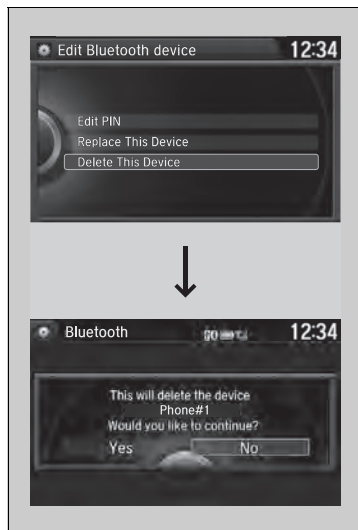 Edit Bluetooth device 12:34
Edit PIN
Replace This Device
Delete This Device
Bluetooth 12:34
This will delete the device
Phone#1
Would you like to continue?
Yes No